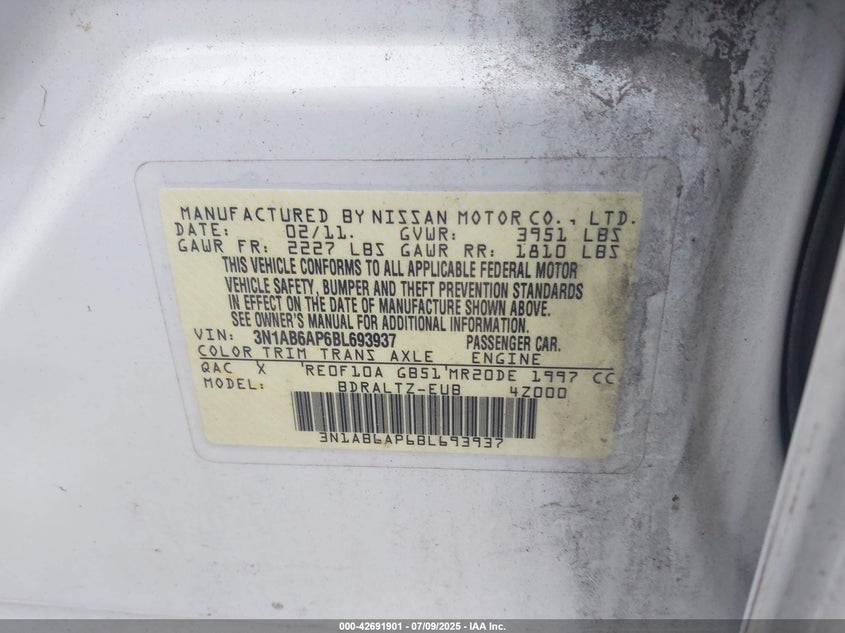 MANUFACTURED BY NISSAN MOTOR CO., LTD.
DATE: 02/11. GVWR: 3951 LBS
GAWR FR: 2227 LBS GAWR RR: 1810 LBS
THIS VEHICLE CONFORMS TO ALL APPLICABLE FEDERAL MOTOR
VEHICLE SAFETY, BUMPER AND THEFT PREVENTION STANDARDS
IN EFFECT ON THE DATE OF MANUFACTURE SHOWN ABOVE.
SEE OWNER'S MANUAL FOR ADDITIONAL INFORMATION.
VIN: 3N1AB6AP6BL693937 PASSENGER CAR.
COLOR TRIM TRANS AXLE ENGINE
QAC X 'RE0F10A GB51'MR20DE 1997 CC
MODEL: BDRALTZ-EUB 4Z000
3N1AB6AP6BL693937
000-42691901 / 07/09/2025 - IAA Inc.